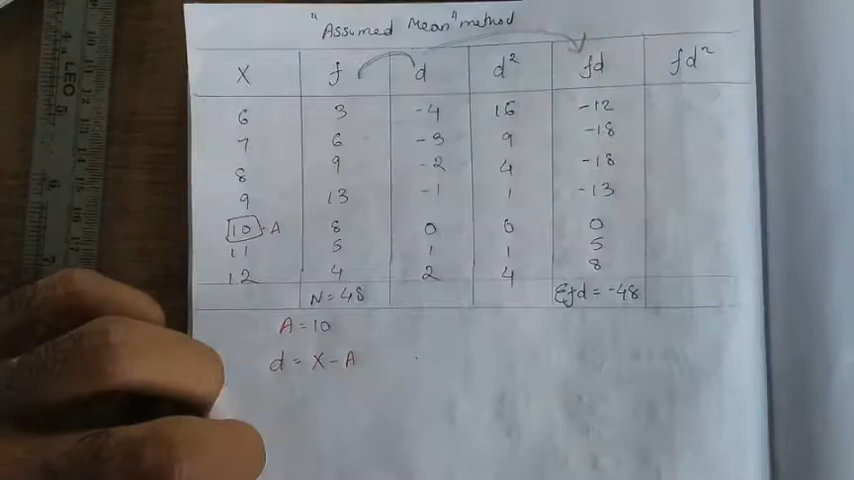 "Assumed Mean" method
X f d d² fd fd²
6 3 -4 16 -12
7 6 -3 9 -18
8 9 -2 4 -18
9 13 -1 1 -13
10 - A 8 0 0 0
11 5 1 1 5
12 4 2 4 8
N = 48 Σfd = -48
A = 10
d = X - A
LEO